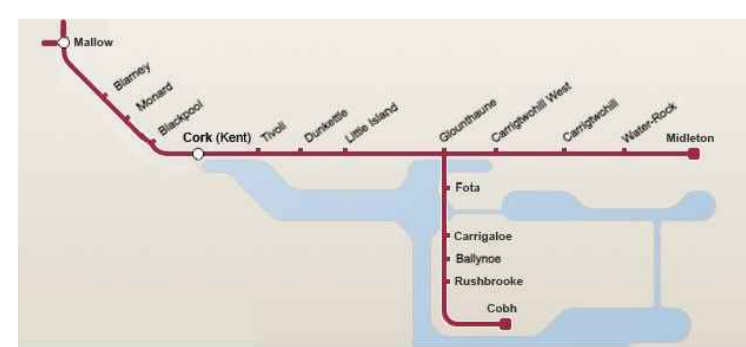 Mallow
Blarney
Monard
Blackpool
Cork (Kent)
Tivoli
Dunkettle
Little Island
Glounthaune
Carrigtwohill West
Carrigtwohill
Water-Rock
Midleton
Fota
Carrigaloe
Ballynoe
Rushbrooke
Cobh